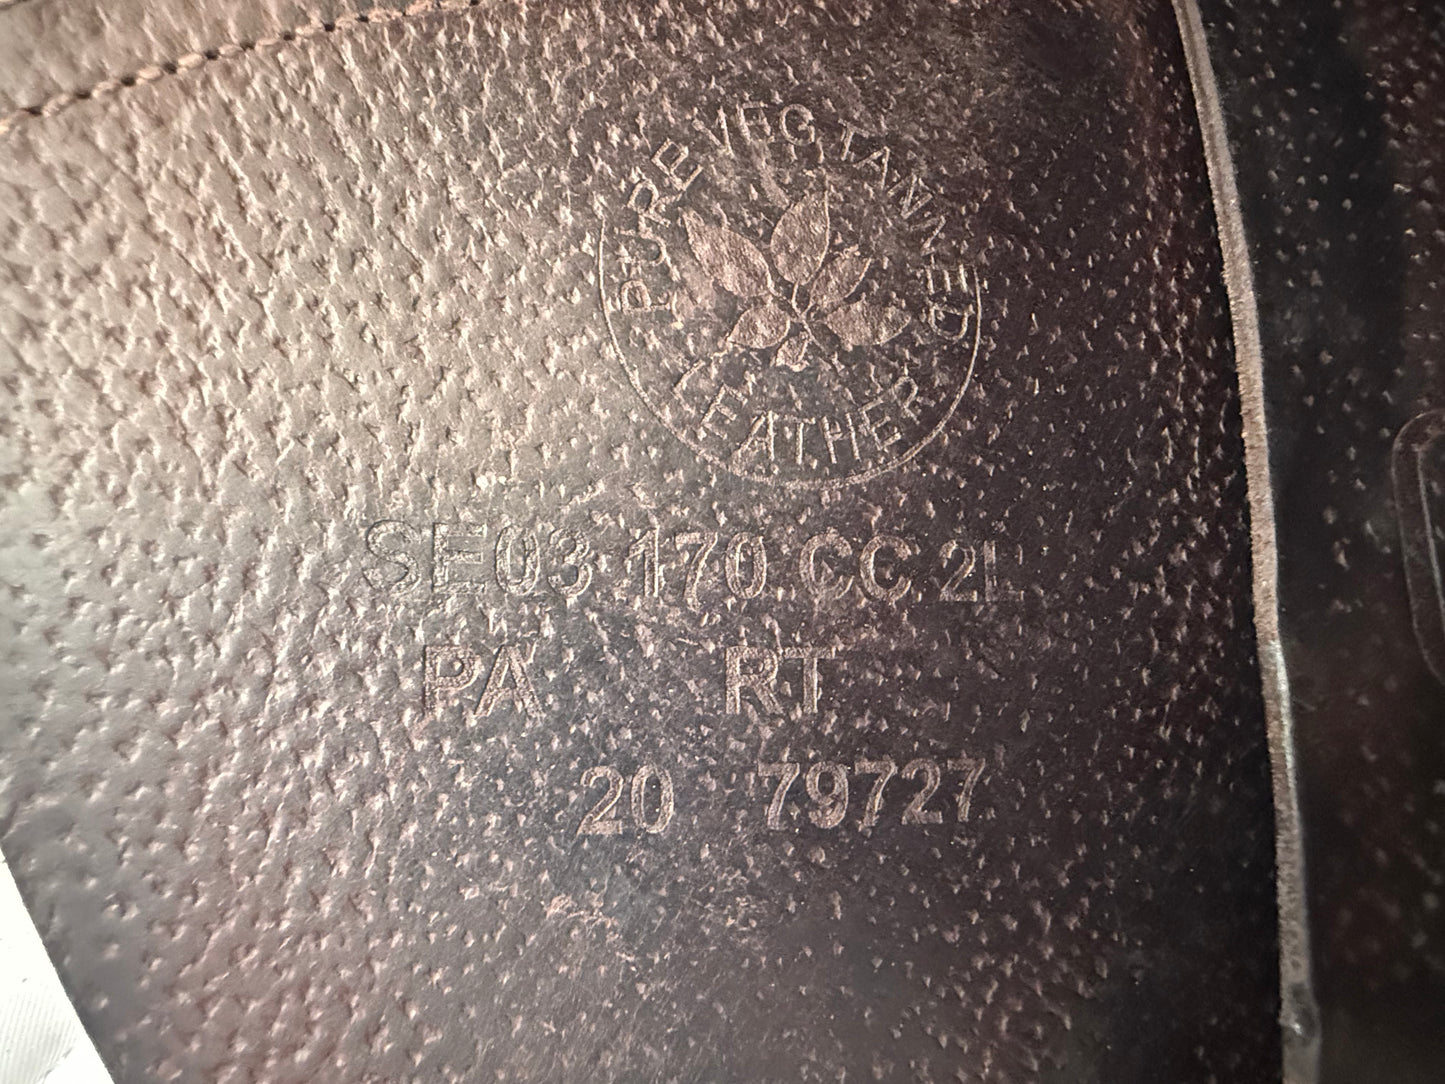 PURE VEG TANNED
LEATHER
SE03 170 CC 2L
PA RT
20 79727